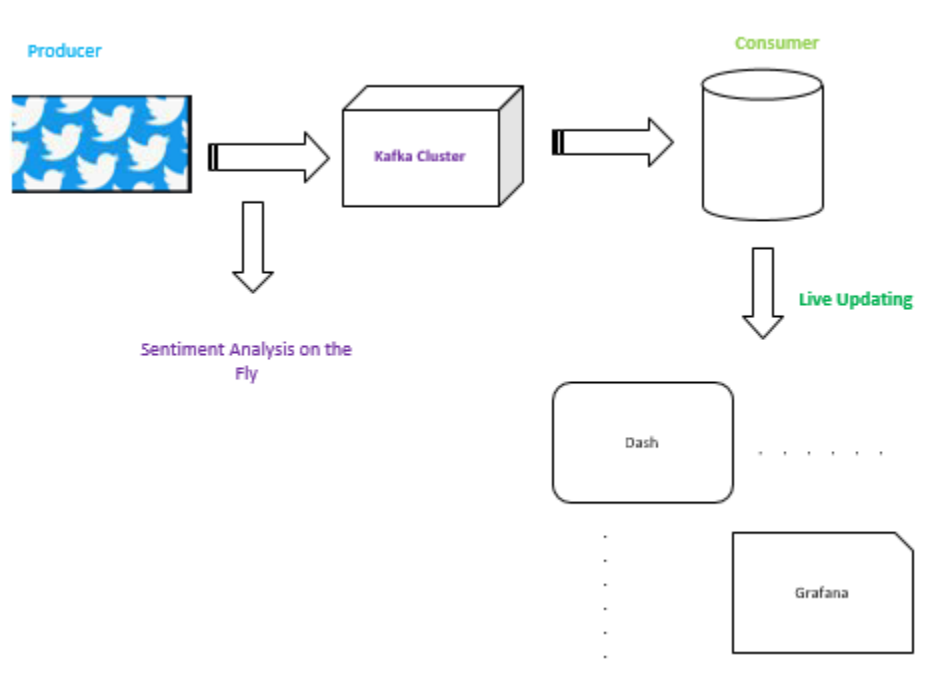 Producer
Consumer
Kafka Cluster
Live Updating
Sentiment Analysis on the
Fly
Dash
Grafana